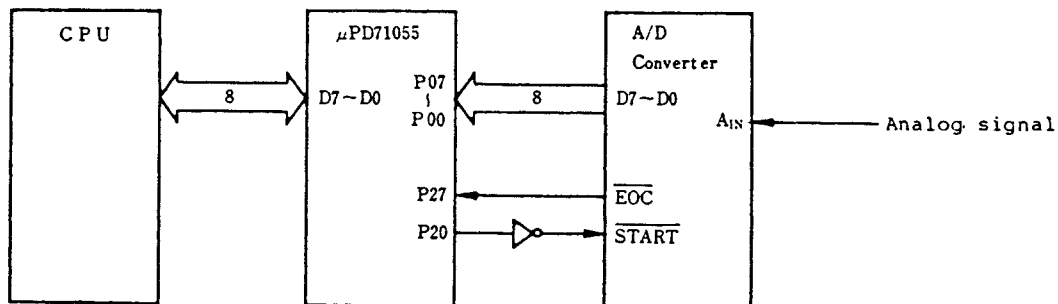 CPU
μPD71055
A/D
Converter
8
D7~D0
P07
~
P00
8
D7~D0
AIN
Analog signal
P27
EOC
P20
START